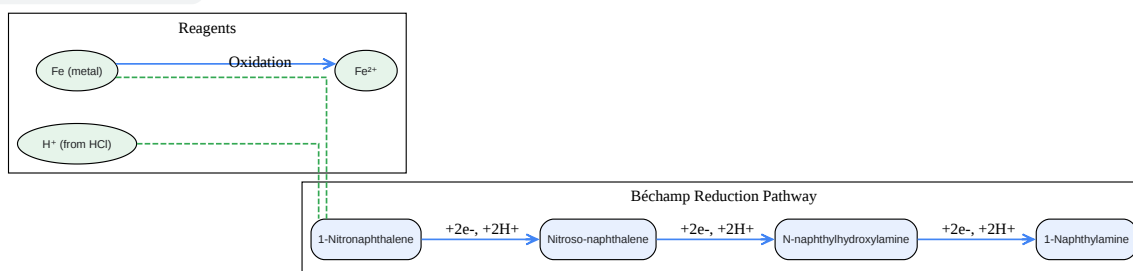 Reagents
Fe (metal)
Oxidation
Fe²⁺
H⁺ (from HCl)
Béchamp Reduction Pathway
1-Nitronaphthalene
+2e-, +2H+
Nitroso-naphthalene
+2e-, +2H+
N-naphthylhydroxylamine
+2e-, +2H+
1-Naphthylamine